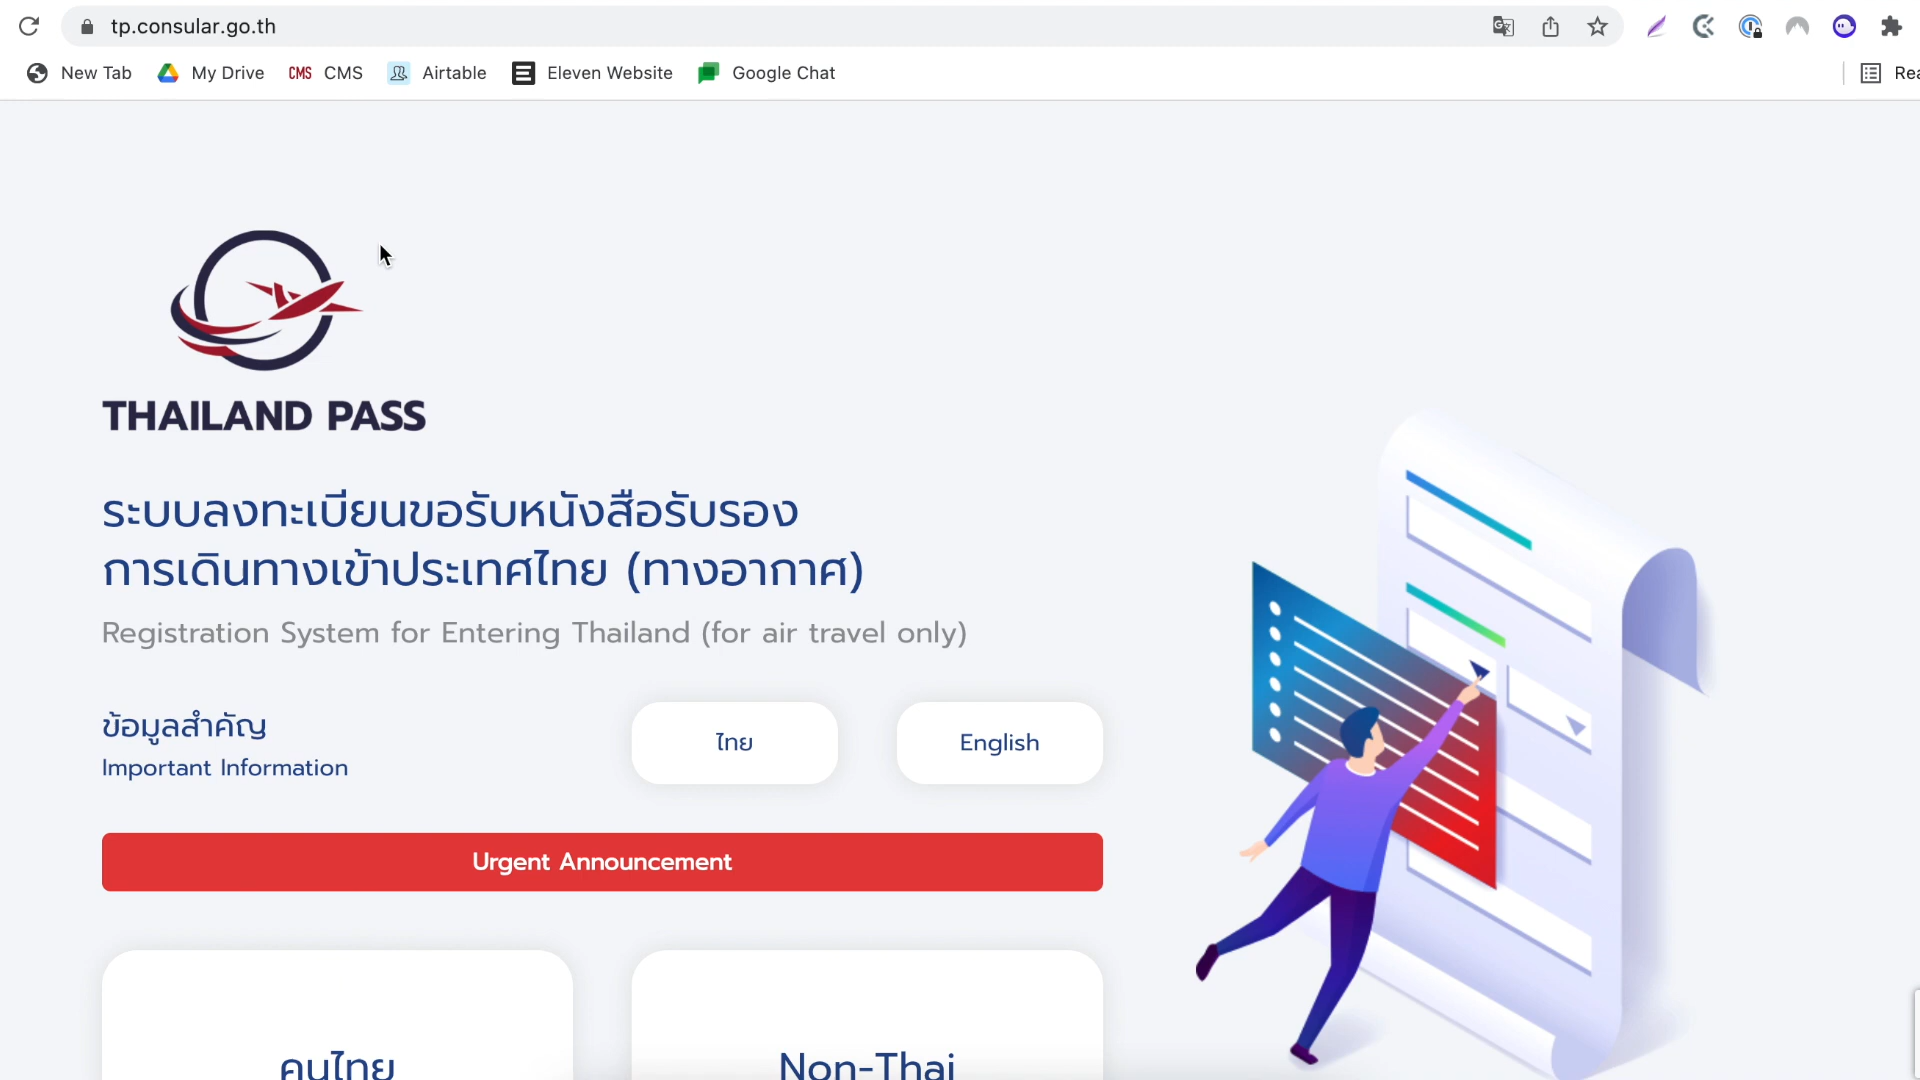 tp.consular.go.th
New Tab My Drive CMS CMS Airtable Eleven Website Google Chat
THAILAND PASS
ระบบลงทะเบียนขอรับหนังสือรับรอง
การเดินทางเข้าประเทศไทย (ทางอากาศ)
Registration System for Entering Thailand (for air travel only)
ข้อมูลสำคัญ
Important Information
ไทย English
Urgent Announcement
คนไทย Non-Thai